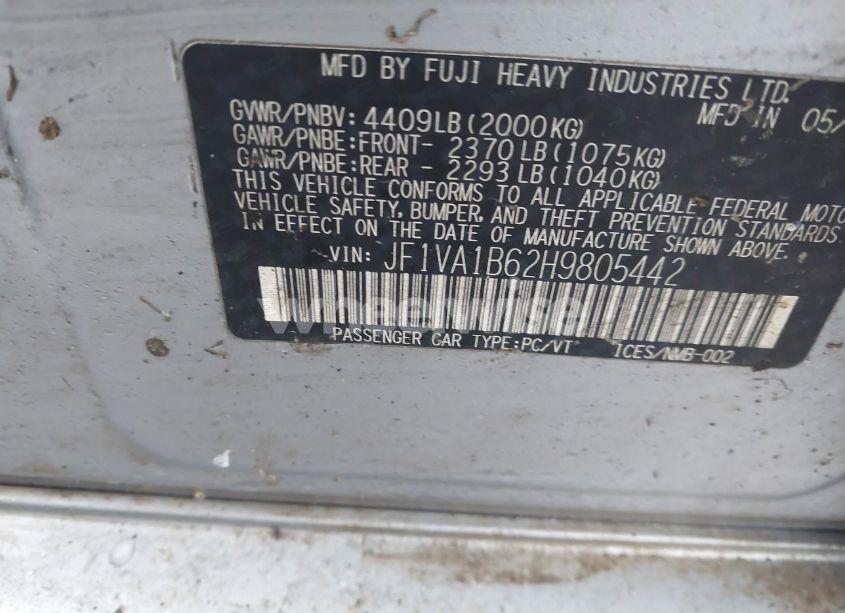 MFD BY FUJI HEAVY INDUSTRIES LTD.
MFD IN 05/
GVWR/PNBV: 4409LB(2000KG)
GAWR/PNBE:FRONT- 2370LB(1075KG)
GAWR/PNBE:REAR - 2293LB(1040KG)
THIS VEHICLE CONFORMS TO ALL APPLICABLE FEDERAL MOTO
VEHICLE SAFETY, BUMPER, AND THEFT PREVENTION STANDARDS
IN EFFECT ON THE DATE OF MANUFACTURE SHOWN ABOVE.
VIN: JF1VA1B62H9805442
PASSENGER CAR TYPE:PC/VT ICES/NMB-002